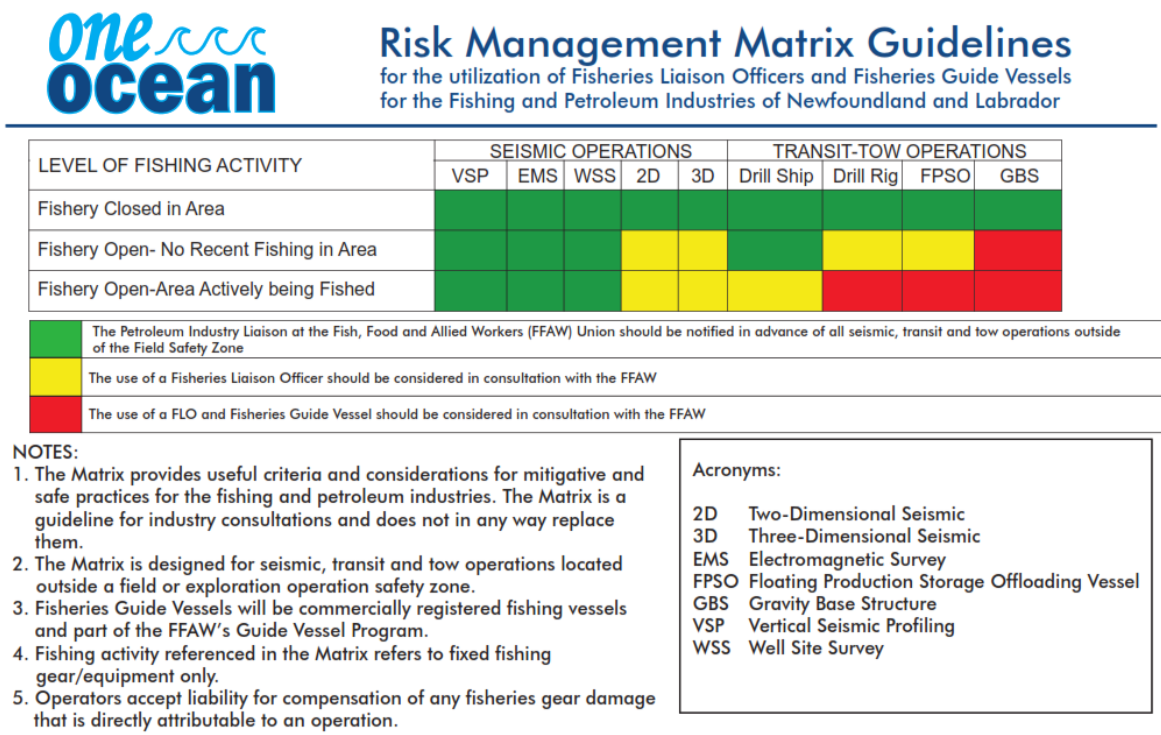 one
ocean
Risk Management Matrix Guidelines
for the utilization of Fisheries Liaison Officers and Fisheries Guide Vessels
for the Fishing and Petroleum Industries of Newfoundland and Labrador
LEVEL OF FISHING ACTIVITY
SEISMIC OPERATIONS
TRANSIT-TOW OPERATIONS
VSP EMS WSS 2D 3D Drill Ship Drill Rig FPSO GBS
Fishery Closed in Area
Fishery Open- No Recent Fishing in Area
Fishery Open-Area Actively being Fished
The Petroleum Industry Liaison at the Fish, Food and Allied Workers (FFAW) Union should be notified in advance of all seismic, transit and tow operations outside
of the Field Safety Zone
The use of a Fisheries Liaison Officer should be considered in consultation with the FFAW
The use of a FLO and Fisheries Guide Vessel should be considered in consultation with the FFAW
NOTES:
1. The Matrix provides useful criteria and considerations for mitigative and
safe practices for the fishing and petroleum industries. The Matrix is a
guideline for industry consultations and does not in any way replace
them.
2. The Matrix is designed for seismic, transit and tow operations located
outside a field or exploration operation safety zone.
3. Fisheries Guide Vessels will be commercially registered fishing vessels
and part of the FFAW's Guide Vessel Program.
4. Fishing activity referenced in the Matrix refers to fixed fishing
gear/equipment only.
5. Operators accept liability for compensation of any fisheries gear damage
that is directly attributable to an operation.
Acronyms:
2D Two-Dimensional Seismic
3D Three-Dimensional Seismic
EMS Electromagnetic Survey
FPSO Floating Production Storage Offloading Vessel
GBS Gravity Base Structure
VSP Vertical Seismic Profiling
WSS Well Site Survey